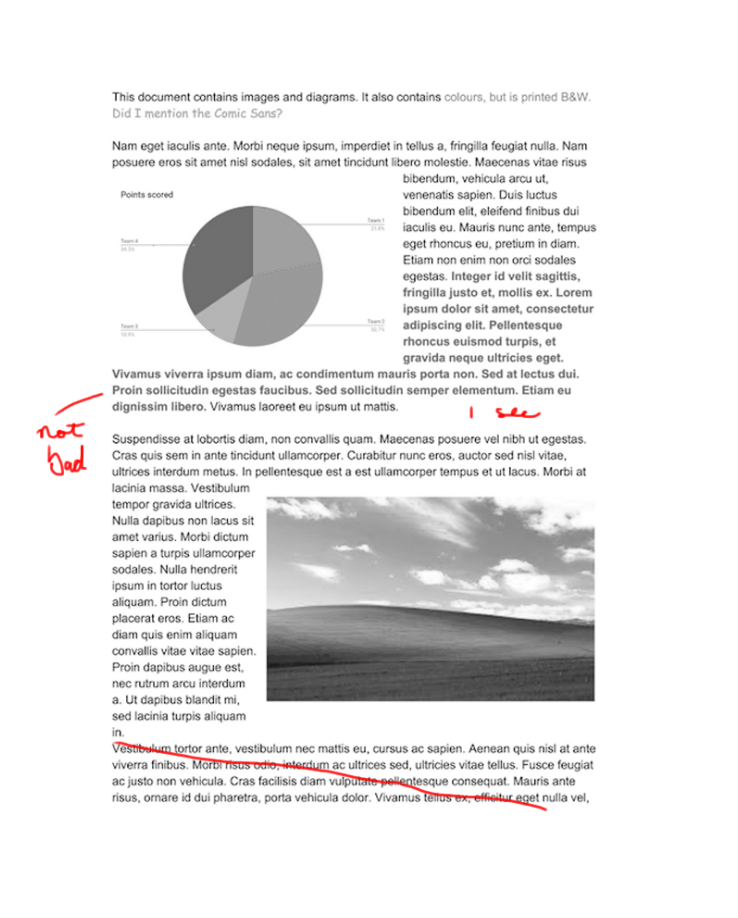 This document contains images and diagrams. It also contains colours, but is printed B&W.
Did I mention the Comic Sans?
Nam eget iaculis ante. Morbi neque ipsum, imperdiet in tellus a, fringilla feugiat nulla. Nam
posuere eros sit amet nisl sodales, sit amet tincidunt libero molestie. Maecenas vitae risus
bibendum, vehicula arcu ut,
venenatis sapien. Duis luctus
bibendum elit, eleifend finibus dui
iaculis eu. Mauris nunc ante, tempus
eget rhoncus eu, pretium in diam.
Etiam non enim non orci sodales
egestas. Integer id velit sagittis,
fringilla justo et, mollis ex. Lorem
ipsum dolor sit amet, consectetur
adipiscing elit. Pellentesque
rhoncus euismod turpis, et
gravida neque ultricies eget.
Points scored
Team 1
Team 4
Team 2
Team 3
Vivamus viverra ipsum diam, ac condimentum mauris porta non. Sed at lectus dui.
Proin sollicitudin egestas faucibus. Sed sollicitudin semper elementum. Etiam eu
dignissim libero. Vivamus laoreet eu ipsum ut mattis.
I see
not
bad
Suspendisse at lobortis diam, non convallis quam. Maecenas posuere vel nibh ut egestas.
Cras quis sem in ante tincidunt ullamcorper. Curabitur nunc eros, auctor sed nisl vitae,
ultrices interdum metus. In pellentesque est a est ullamcorper tempus et ut lacus. Morbi at
lacinia massa. Vestibulum
tempor gravida ultrices.
Nulla dapibus non lacus sit
amet varius. Morbi dictum
sapien a turpis ullamcorper
sodales. Nulla hendrerit
ipsum in tortor luctus
aliquam. Proin dictum
placerat eros. Etiam ac
diam quis enim aliquam
convallis vitae vitae sapien.
Proin dapibus augue est,
nec rutrum arcu interdum
a. Ut dapibus blandit mi,
sed lacinia turpis aliquam
in.
Vestibulum tortor ante, vestibulum nec mattis eu, cursus ac sapien. Aenean quis nisl at ante
viverra finibus. Morbi risus odio, interdum ac ultrices sed, ultricies vitae tellus. Fusce feugiat
ac justo non vehicula. Cras facilisis diam vulputate pellentesque consequat. Mauris ante
risus, ornare id dui pharetra, porta vehicula dolor. Vivamus tellus ex, efficitur eget nulla vel,